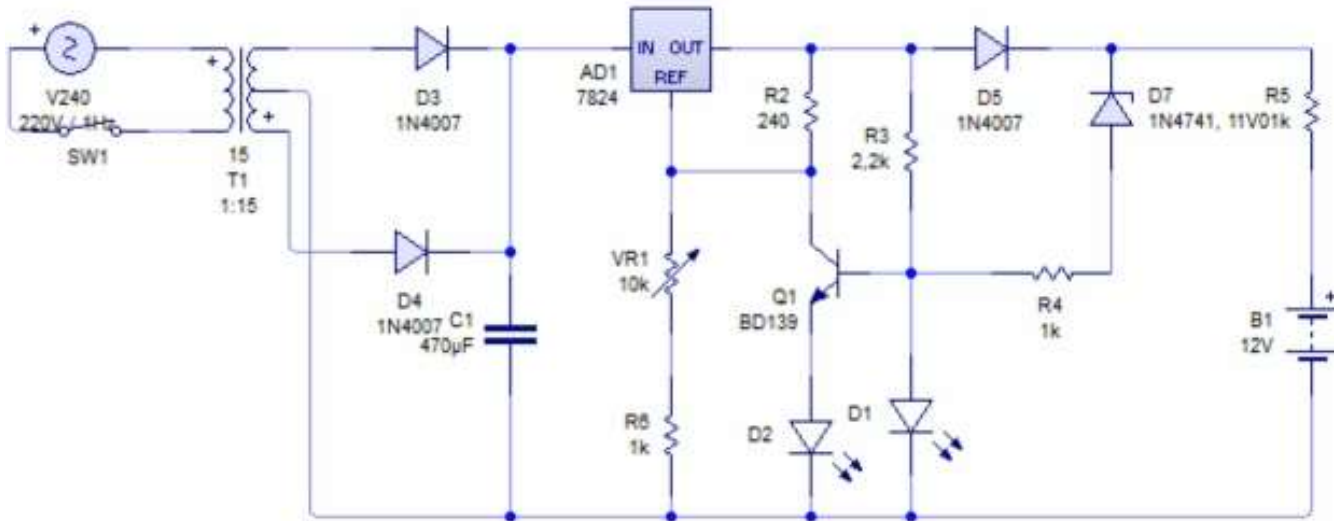 +
V240
220V / 1Hz
SW1
+
+
15
T1
1:15
D3
1N4007
D4
1N4007
C1
470µF
IN OUT
REF
AD1
7824
R2
240
R3
2,2k
D5
1N4007
D7
1N4741, 11V01k
R5
VR1
10k
Q1
BD139
R4
1k
B1
12V
+
R6
1k
D2
D1